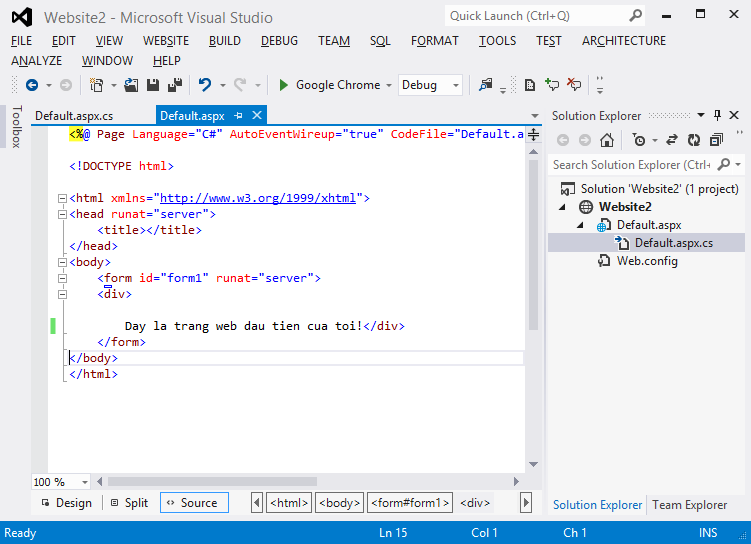 Website2 - Microsoft Visual Studio
Quick Launch (Ctrl+Q)
FILE EDIT VIEW WEBSITE BUILD DEBUG TEAM SQL FORMAT TOOLS TEST ARCHITECTURE
ANALYZE WINDOW HELP
Google Chrome Debug
Toolbox
Default.aspx.cs Default.aspx
<%@ Page Language="C#" AutoEventWireup="true" CodeFile="Default.a
<!DOCTYPE html>
<html xmlns="http://www.w3.org/1999/xhtml">
<head runat="server">
<title></title>
</head>
<body>
<form id="form1" runat="server">
<div>
Day la trang web dau tien cua toi!</div>
</form>
</body>
</html>
100 %
Design Split Source <html> <body> <form#form1> <div>
Solution Explorer
Search Solution Explorer (Ctrl+
Solution 'Website2' (1 project)
Website2
Default.aspx
Default.aspx.cs
Web.config
Solution Explorer Team Explorer
Ready Ln 15 Col 1 Ch 1 INS